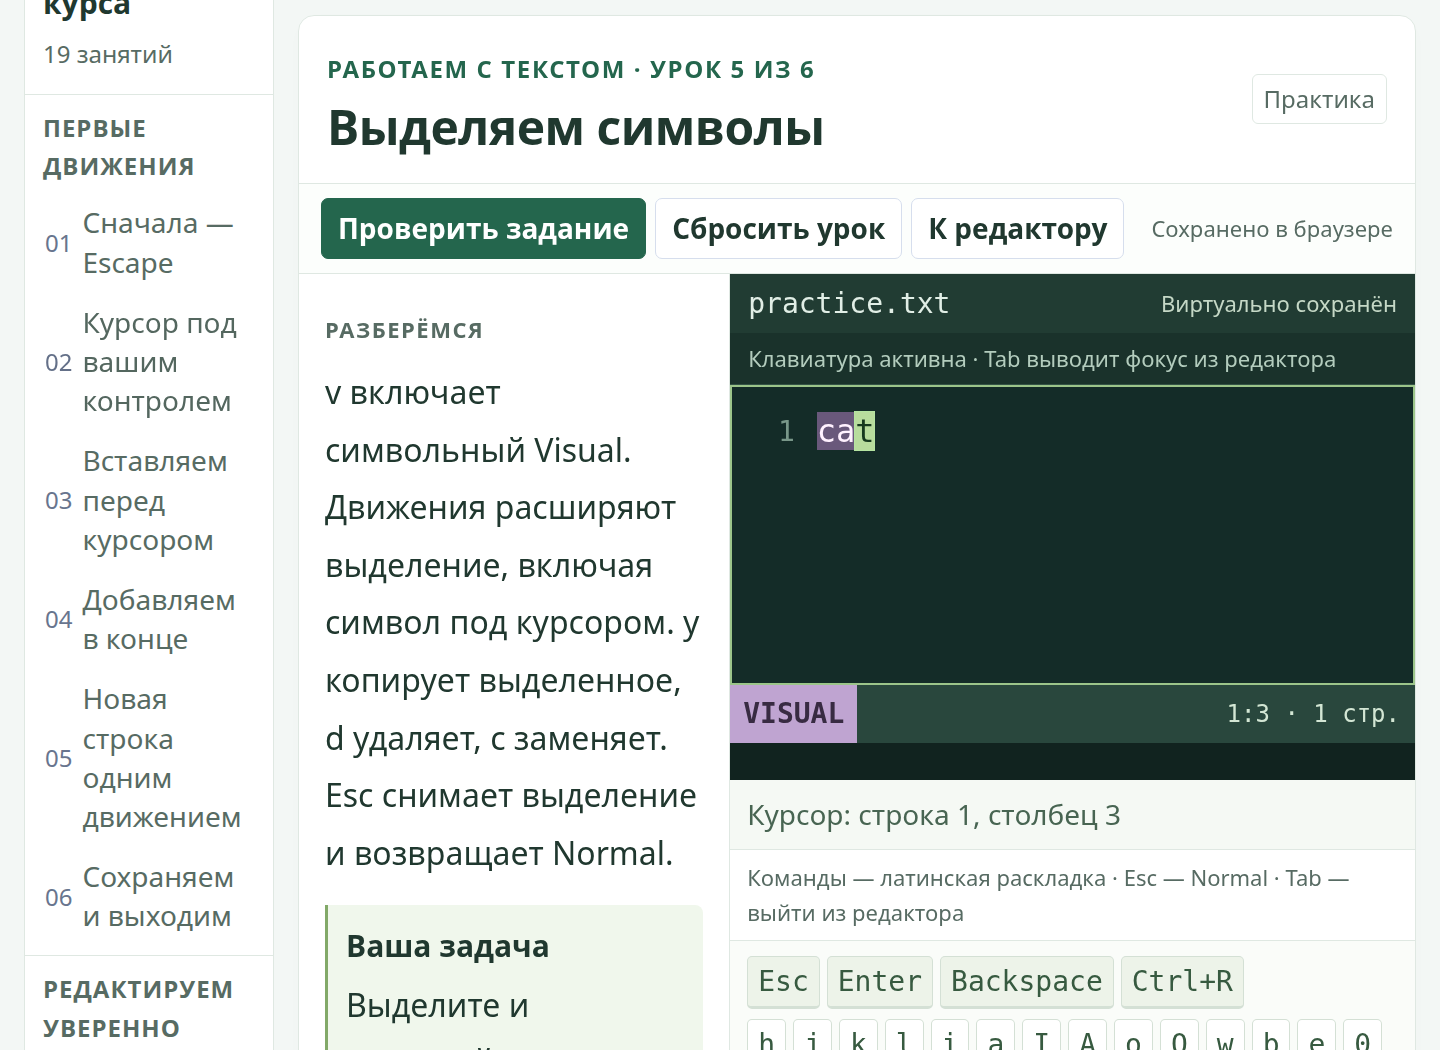 курса
19 занятий
ПЕРВЫЕ
ДВИЖЕНИЯ
01
Сначала —
Escape
02
Курсор под
вашим
контролем
03
Вставляем
перед
курсором
04
Добавляем
в конце
05
Новая
строка
одним
движением
06
Сохраняем
и выходим
РЕДАКТИРУЕМ
УВЕРЕННО
РАБОТАЕМ С ТЕКСТОМ · УРОК 5 ИЗ 6
Выделяем символы
Практика
Проверить задание
Сбросить урок
К редактору
Сохранено в браузере
РАЗБЕРЁМСЯ
v включает
символьный Visual.
Движения расширяют
выделение, включая
символ под курсором. y
копирует выделенное,
d удаляет, c заменяет.
Esc снимает выделение
и возвращает Normal.
Ваша задача
Выделите и
practice.txt
Виртуально сохранён
Клавиатура активна · Tab выводит фокус из редактора
1 cat
VISUAL
1:3 · 1 стр.
Курсор: строка 1, столбец 3
Команды — латинская раскладка · Esc — Normal · Tab —
выйти из редактора
Esc Enter Backspace Ctrl+R
h j k l i a I A o O w b e 0